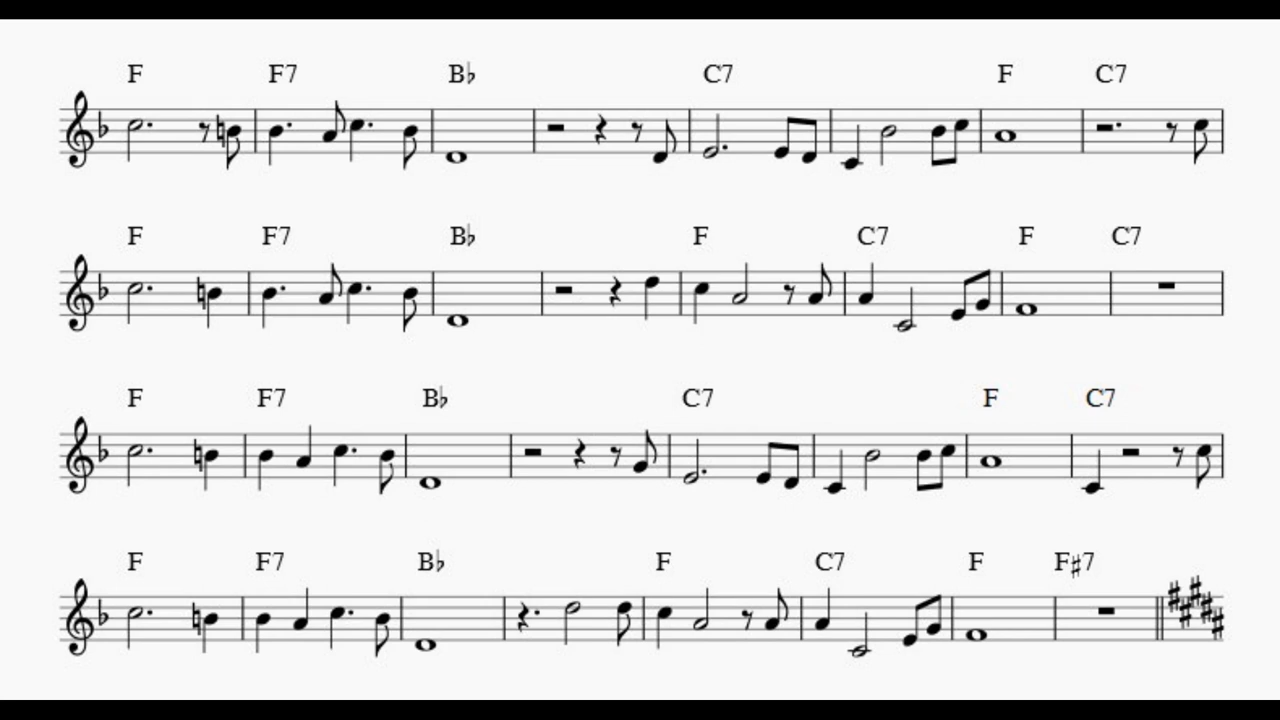 F F7 B♭ C7 F C7
F F7 B♭ F C7 F C7
F F7 B♭ C7 F C7
F F7 B♭ F C7 F F♯7